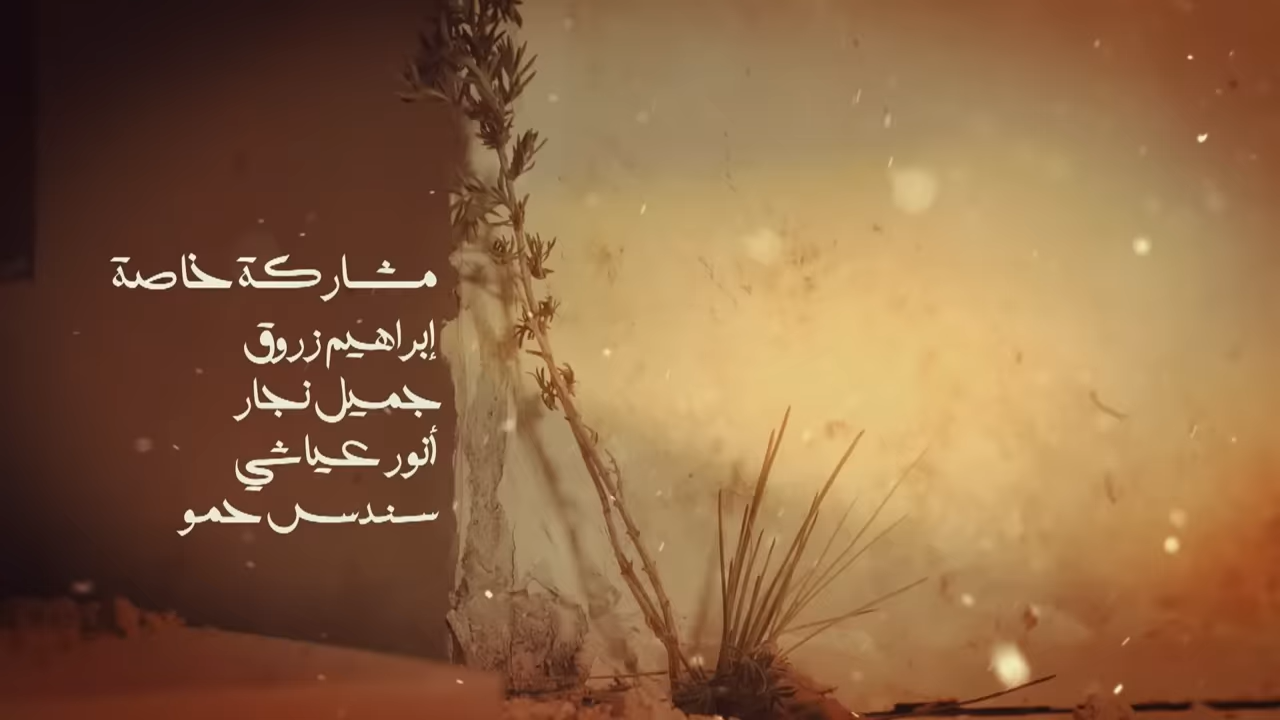 مشاركة خاصة
إبراهيم زروق
جميل نجار
أنور عياشي
سندس حمو